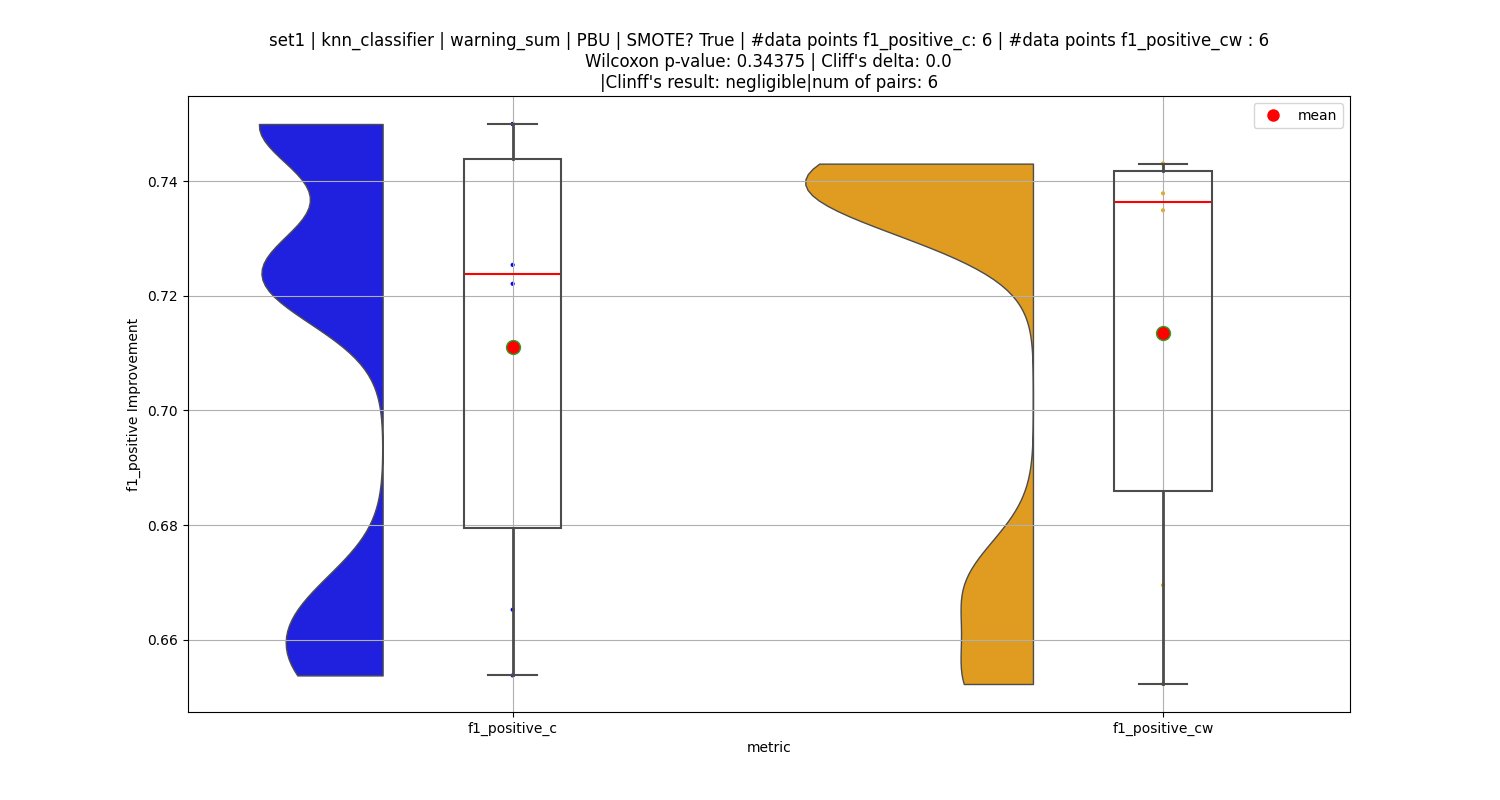 set1 | knn_classifier | warning_sum | PBU | SMOTE? True | #data points f1_positive_c: 6 | #data points f1_positive_cw : 6
Wilcoxon p-value: 0.34375 | Cliff's delta: 0.0
|Clinff's result: negligible|num of pairs: 6
mean
0.74
0.72
0.70
0.68
0.66
f1_positive Improvement
f1_positive_c
f1_positive_cw
metric